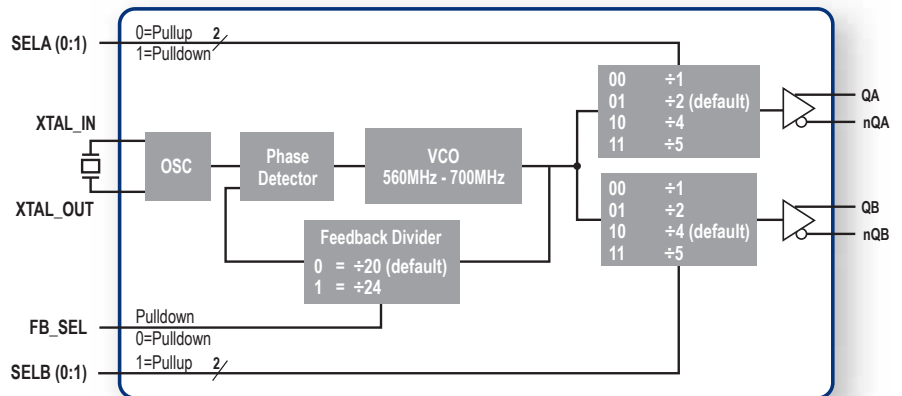 SELA (0:1)
0=Pullup
2
1=Pulldown
XTAL_IN
XTAL_OUT
OSC
Phase
Detector
VCO
560MHz - 700MHz
Feedback Divider
0 = ÷20 (default)
1 = ÷24
00 ÷1
01 ÷2 (default)
10 ÷4
11 ÷5
QA
nQA
00 ÷1
01 ÷2
10 ÷4 (default)
11 ÷5
QB
nQB
FB_SEL
Pulldown
0=Pulldown
SELB (0:1)
1=Pullup
2